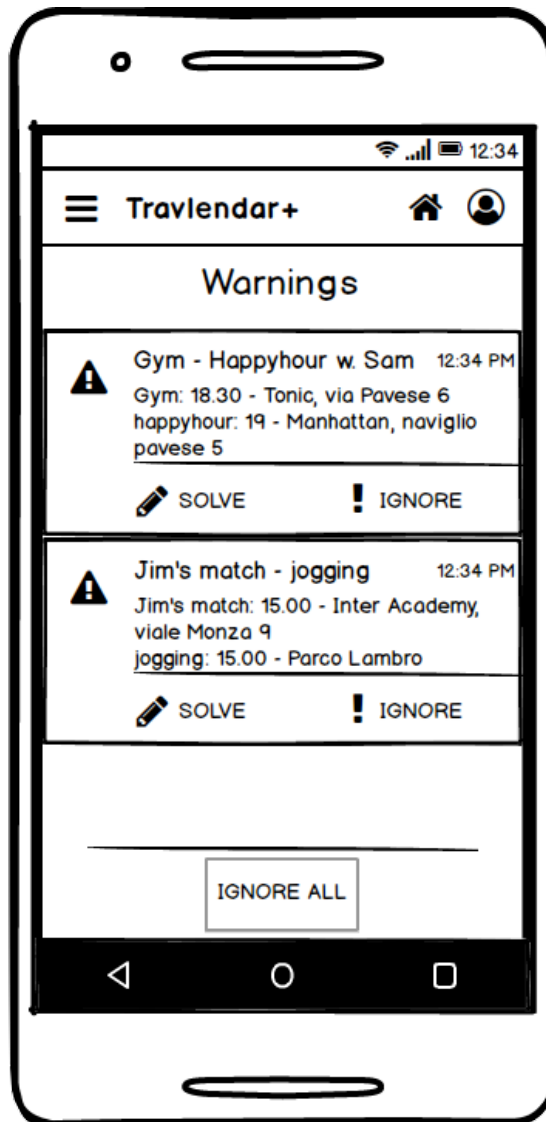 12:34
Travlendar+
Warnings
Gym - Happyhour w. Sam 12:34 PM
Gym: 18.30 - Tonic, via Pavese 6
happyhour: 19 - Manhattan, naviglio
pavese 5
SOLVE IGNORE
Jim's match - jogging 12:34 PM
Jim's match: 15.00 - Inter Academy,
viale Monza 9
jogging: 15.00 - Parco Lambro
SOLVE IGNORE
IGNORE ALL